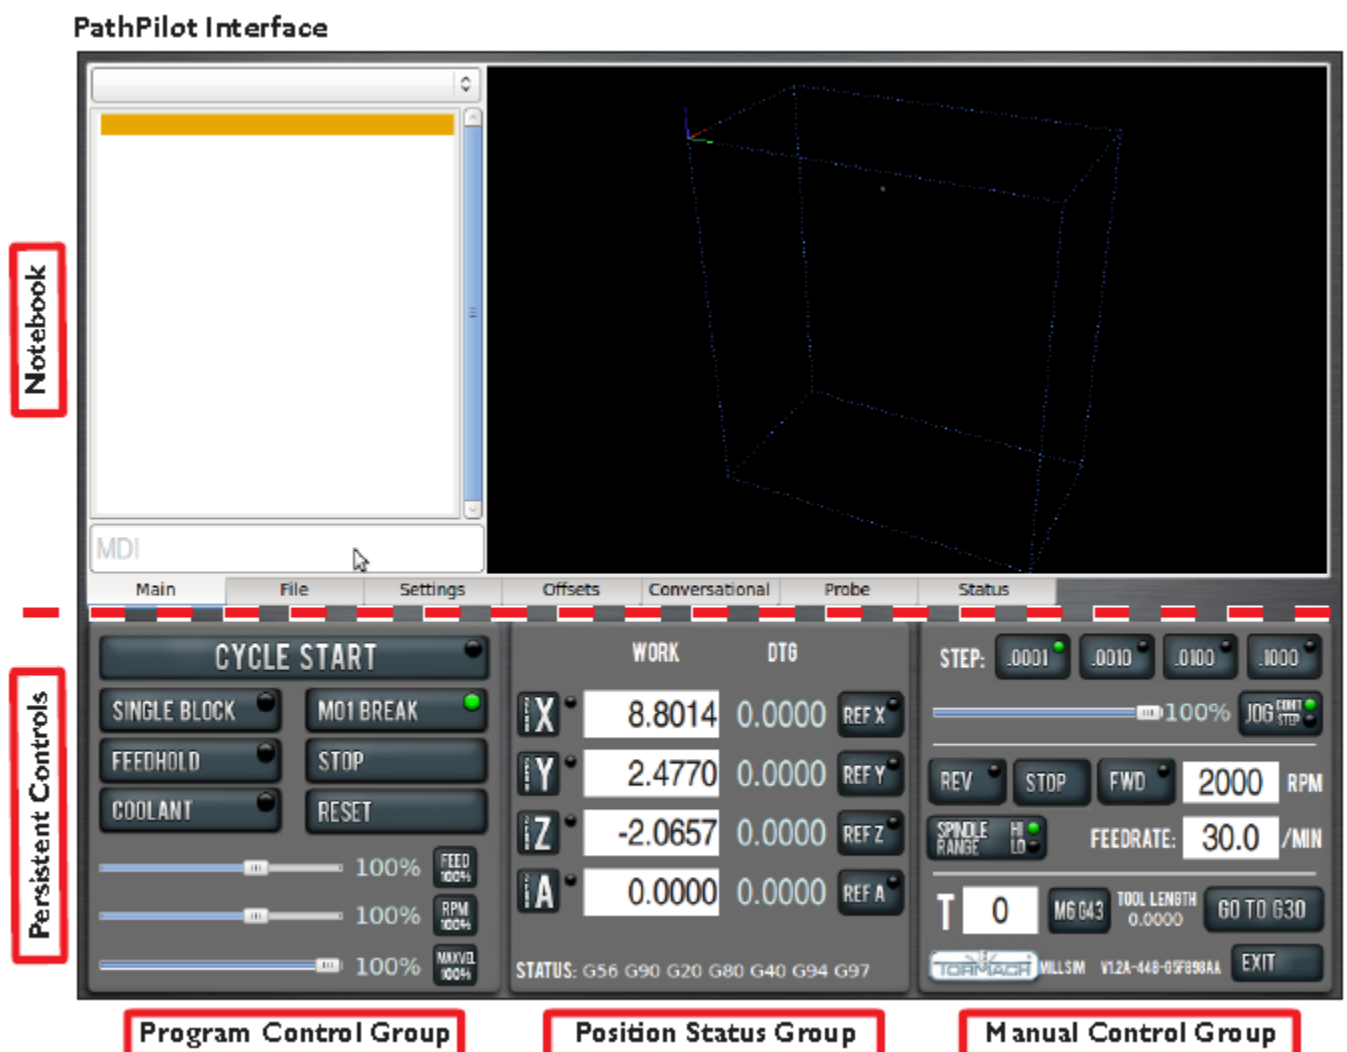 PathPilot Interface
Notebook
MDI
Main File Settings Offsets Conversational Probe Status
Persistent Controls
CYCLE START
SINGLE BLOCK M01 BREAK
FEEDHOLD STOP
COOLANT RESET
100% FEED 100%
100% RPM 100%
100% MAXVEL 100%
WORK DTG
X 8.8014 0.0000 REF X
Y 2.4770 0.0000 REF Y
Z -2.0657 0.0000 REF Z
A 0.0000 0.0000 REF A
STATUS: G56 G90 G20 G80 G40 G94 G97
STEP: .0001 .0010 .0100 .1000
100% JOG CONT STEP
REV STOP FWD 2000 RPM
SPINDLE RANGE HI LO FEEDRATE: 30.0 /MIN
T 0 M6 G43 TOOL LENGTH 0.0000 GO TO G30
TORMACH MILLSIM EXIT
Program Control Group
Position Status Group
Manual Control Group